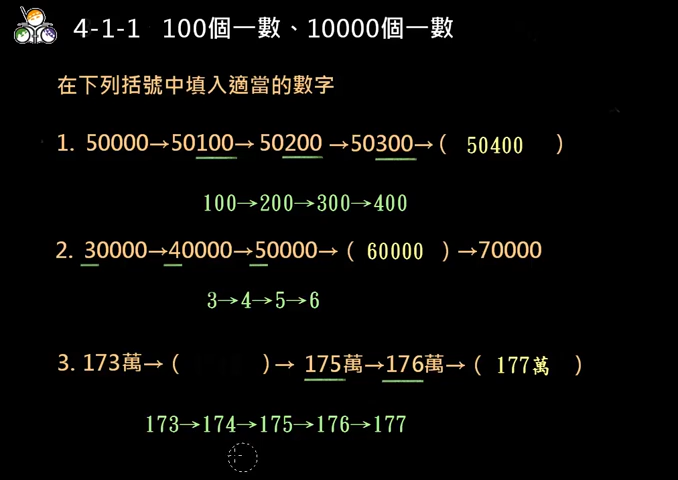 4-1-1 100個一數、10000個一數
在下列括號中填入適當的數字
1. 50000→50100→50200→50300→( 50400 )
100→200→300→400
2. 30000→40000→50000→( 60000 )→70000
3→4→5→6
3. 173萬→( )→ 175萬→176萬→( 177萬 )
173→174→175→176→177